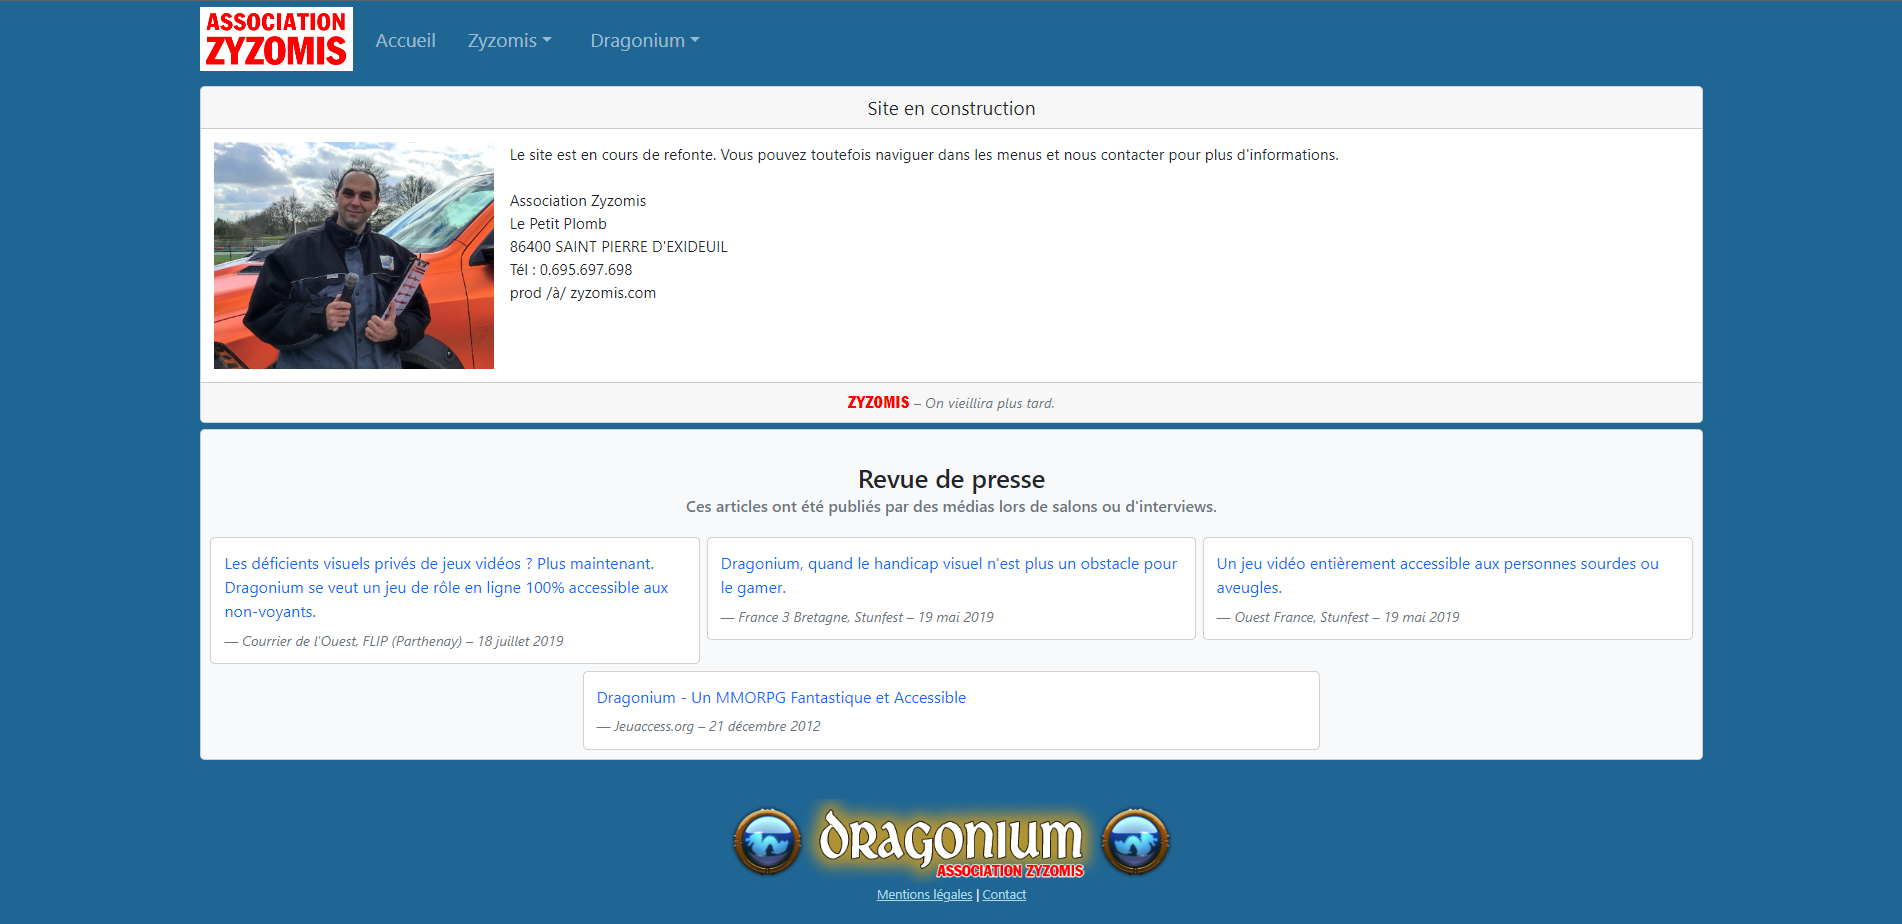 ASSOCIATION
ZYZOMIS
Accueil
Zyzomis
Dragonium
Site en construction
Le site est en cours de refonte. Vous pouvez toutefois naviguer dans les menus et nous contacter pour plus d'informations.
Association Zyzomis
Le Petit Plomb
86400 SAINT PIERRE D'EXIDEUIL
Tél : 0.695.697.698
prod /à/ zyzomis.com
ZYZOMIS – On vieillira plus tard.
Revue de presse
Ces articles ont été publiés par des médias lors de salons ou d'interviews.
Les déficients visuels privés de jeux vidéos ? Plus maintenant.
Dragonium se veut un jeu de rôle en ligne 100% accessible aux
non-voyants.
— Courrier de l'Ouest, FLIP (Parthenay) – 18 juillet 2019
Dragonium, quand le handicap visuel n'est plus un obstacle pour
le gamer.
— France 3 Bretagne, Stunfest – 19 mai 2019
Un jeu vidéo entièrement accessible aux personnes sourdes ou
aveugles.
— Ouest France, Stunfest – 19 mai 2019
Dragonium - Un MMORPG Fantastique et Accessible
— Jeuaccess.org – 21 décembre 2012
DRAGONIUM
ASSOCIATION ZYZOMIS
Mentions légales | Contact